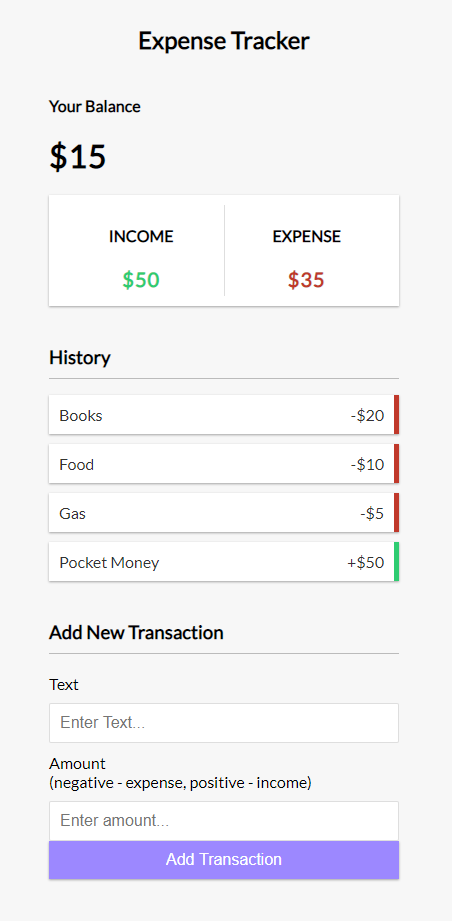 Expense Tracker
Your Balance
$15
INCOME EXPENSE
$50 $35
History
Books -$20
Food -$10
Gas -$5
Pocket Money +$50
Add New Transaction
Text
Enter Text...
Amount
(negative - expense, positive - income)
Enter amount...
Add Transaction